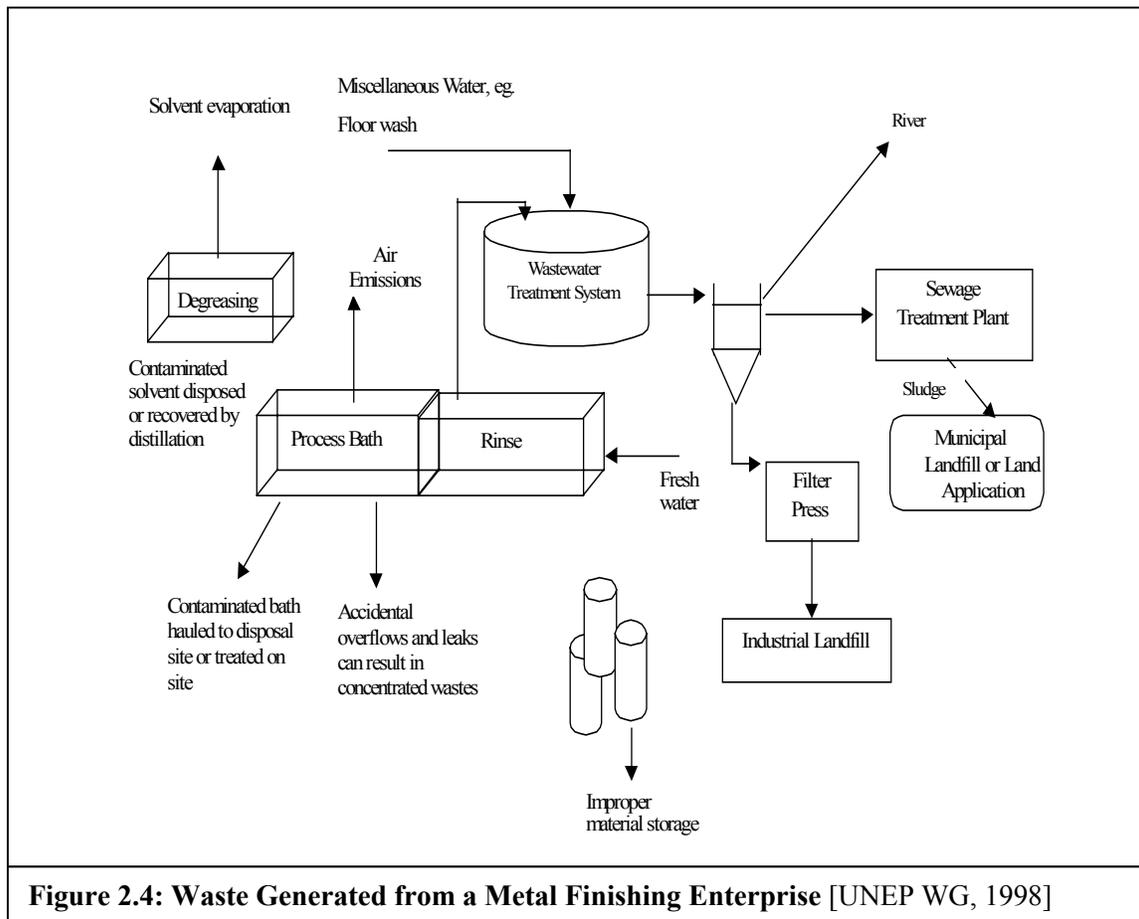 Solvent evaporation
Miscellaneous Water, eg.
Floor wash
River
Degreasing
Air
Emissions
Wastewater
Treatment System
Sewage
Treatment Plant
Contaminated
solvent disposed
or recovered by
distillation
Sludge
Process Bath
Rinse
Fresh
water
Municipal
Landfill or Land
Application
Filter
Press
Contaminated bath
hauled to disposal
site or treated on
site
Accidental
overflows and leaks
can result in
concentrated wastes
Industrial Landfill
Improper
material storage
Figure 2.4: Waste Generated from a Metal Finishing Enterprise [UNEP WG, 1998]